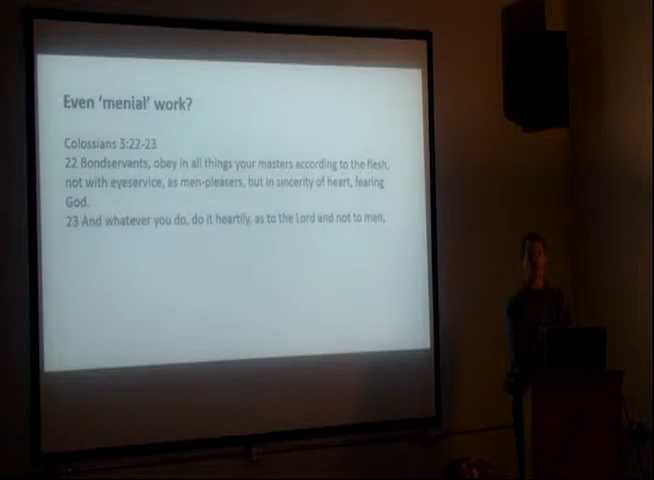 Even 'menial' work?
Colossians 3:22-23
22 Bondservants, obey in all things your masters according to the flesh,
not with eyeservice, as men-pleasers, but in sincerity of heart, fearing
God.
23 And whatever you do, do it heartily, as to the Lord and not to men,